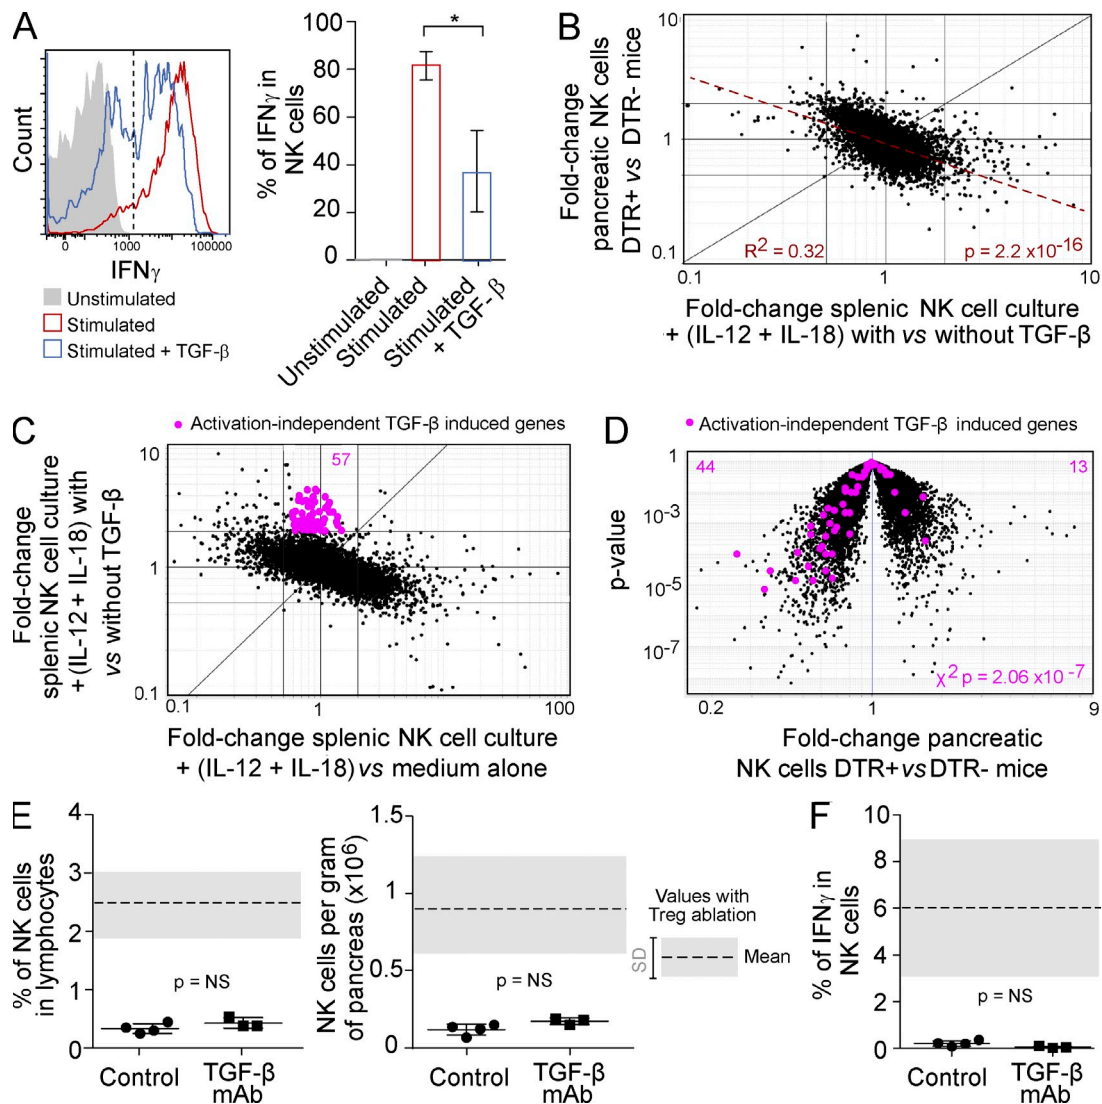 A
Count
0
1000
100000
IFNγ
Unstimulated
Stimulated
Stimulated + TGF-β
% of IFNγ in
NK cells
100
80
60
40
20
0
*
Unstimulated
Stimulated
Stimulated
+ TGF- β
B
Fold-change
pancreatic NK cells
DTR+ vs DTR- mice
10
1
0.1
R² = 0.32
p = 2.2 x10⁻¹⁶
0.1
1
10
Fold-change splenic NK cell culture
+ (IL-12 + IL-18) with vs without TGF-β
C
Activation-independent TGF-β induced genes
Fold-change
splenic NK cell culture
+ (IL-12 + IL-18) with
vs without TGF-β
10
1
0.1
57
0.1
1
100
Fold-change splenic NK cell culture
+ (IL-12 + IL-18) vs medium alone
D
Activation-independent TGF-β induced genes
p-value
1
10⁻³
10⁻⁵
10⁻⁷
44
13
χ² p = 2.06 x10⁻⁷
0.2
1
9
Fold-change pancreatic
NK cells DTR+ vs DTR- mice
E
% of NK cells
in lymphocytes
4
3
2
1
0
p = NS
Control
TGF-β
mAb
NK cells per gram
of pancreas (x10⁶)
1.5
1
0.5
0
p = NS
Control
TGF-β
mAb
Values with
Treg ablation
SD
Mean
F
% of IFNγ in
NK cells
10
8
6
4
2
0
p = NS
Control
TGF-β
mAb